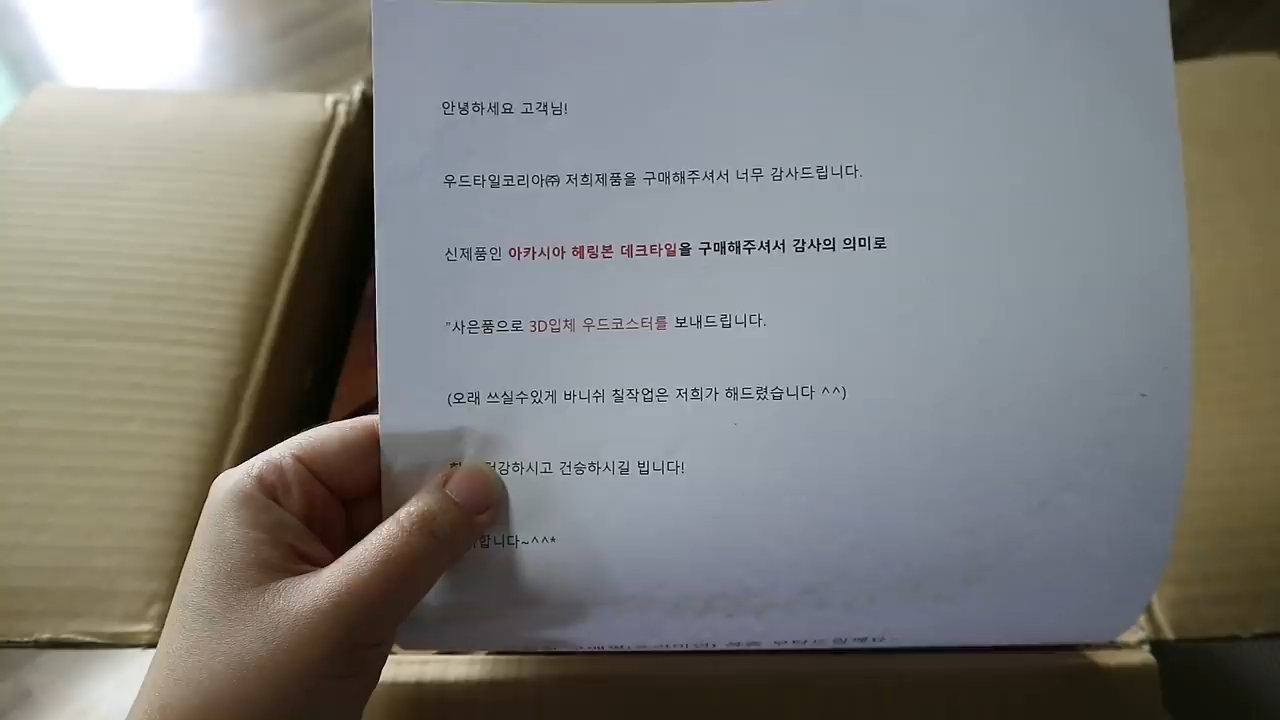 안녕하세요 고객님!
우드타일코리아㈜ 저희제품을 구매해주셔서 너무 감사드립니다.
신제품인 아카시아 헤링본 데크타일을 구매해주셔서 감사의 의미로
"사은품으로 3D입체 우드코스터를 보내드립니다.
(오래 쓰실수있게 바니쉬 칠작업은 저희가 해드렸습니다 ^^)
건강하시고 건승하시길 빕니다!
합니다~^^*